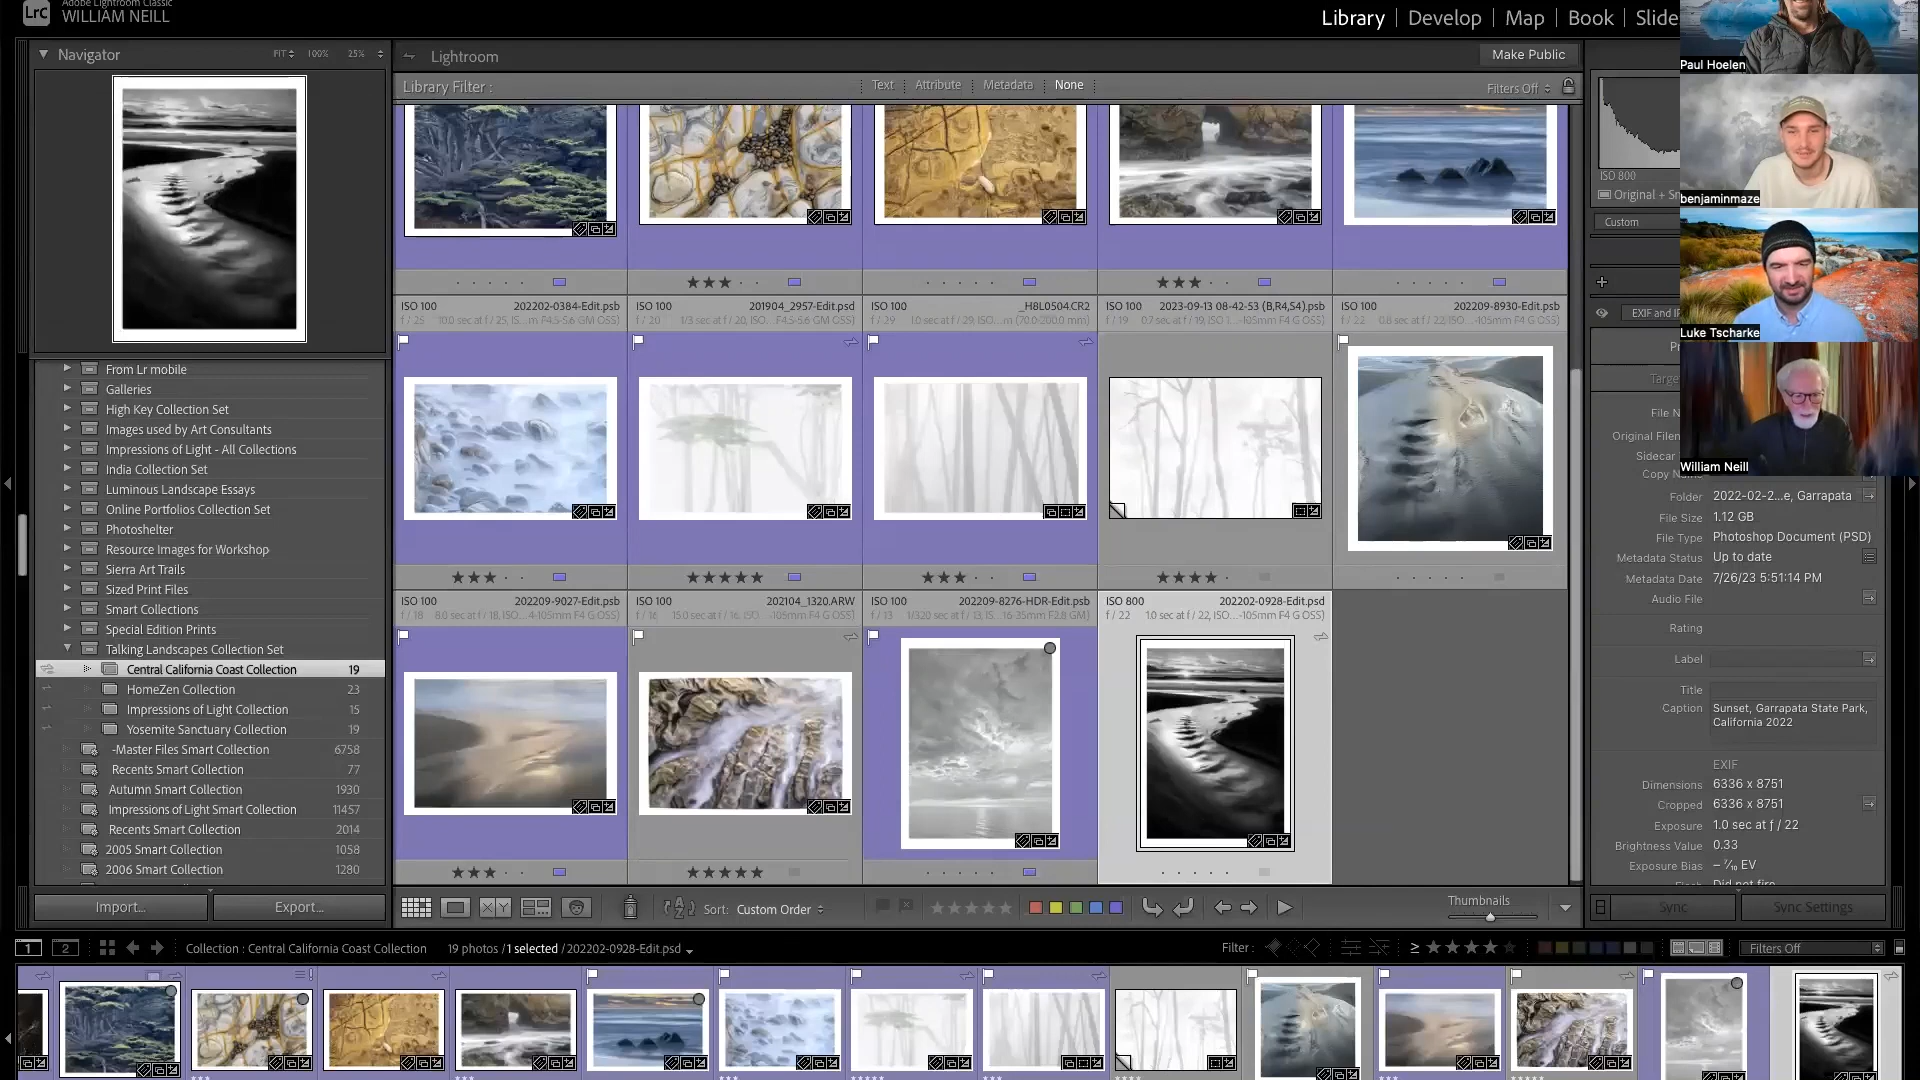 Lrc
Adobe Lightroom Classic
WILLIAM NEILL
Library | Develop | Map | Book | Slide
Paul Hoelen
benjaminmaze
Luke Tscharke
William Neill
Navigator
FIT
100%
25%
Lightroom
Make Public
Library Filter :
Text
Attribute
Metadata
None
Filters Off
ISO 800
Custom
ISO 100 202202-0384-Edit.psb
ISO 100 201904_2957-Edit.psd
ISO 100 _H8L0504.CR2
ISO 100 2023-09-13 08-42-53 (B,R4,S4).psb
ISO 100 202209-8930-Edit.psb
ISO 100 202209-9027-Edit.psb
ISO 100 202104_1320.ARW
ISO 100 202209-8276-HDR-Edit.psb
ISO 800 202202-0928-Edit.psd
From Lr mobile
Galleries
High Key Collection Set
Images used by Art Consultants
Impressions of Light - All Collections
India Collection Set
Luminous Landscape Essays
Online Portfolios Collection Set
Photoshelter
Resource Images for Workshop
Sierra Art Trails
Sized Print Files
Smart Collections
Special Edition Prints
Talking Landscapes Collection Set
Central California Coast Collection 19
HomeZen Collection 23
Impressions of Light Collection 15
Yosemite Sanctuary Collection 19
-Master Files Smart Collection 6758
Recents Smart Collection 77
Autumn Smart Collection 1930
Impressions of Light Smart Collection 11457
Recents Smart Collection 2014
2005 Smart Collection 1058
2006 Smart Collection 1280
Import...
Export...
Folder 2022-02-2...e, Garrapata
File Size 1.12 GB
File Type Photoshop Document (PSD)
Metadata Status Up to date
Metadata Date 7/26/23 5:51:14 PM
Audio File
Rating
Label
Title
Caption Sunset, Garrapata State Park,
California 2022
EXIF
Dimensions 6336 x 8751
Cropped 6336 x 8751
Exposure 1.0 sec at ƒ / 22
Brightness Value 0.33
Exposure Bias – 7⁄10 EV
Sort: Custom Order
Thumbnails
Sync
Sync Settings
1
2
Collection : Central California Coast Collection
19 photos / 1 selected / 202202-0928-Edit.psd
Filter :
Filters Off